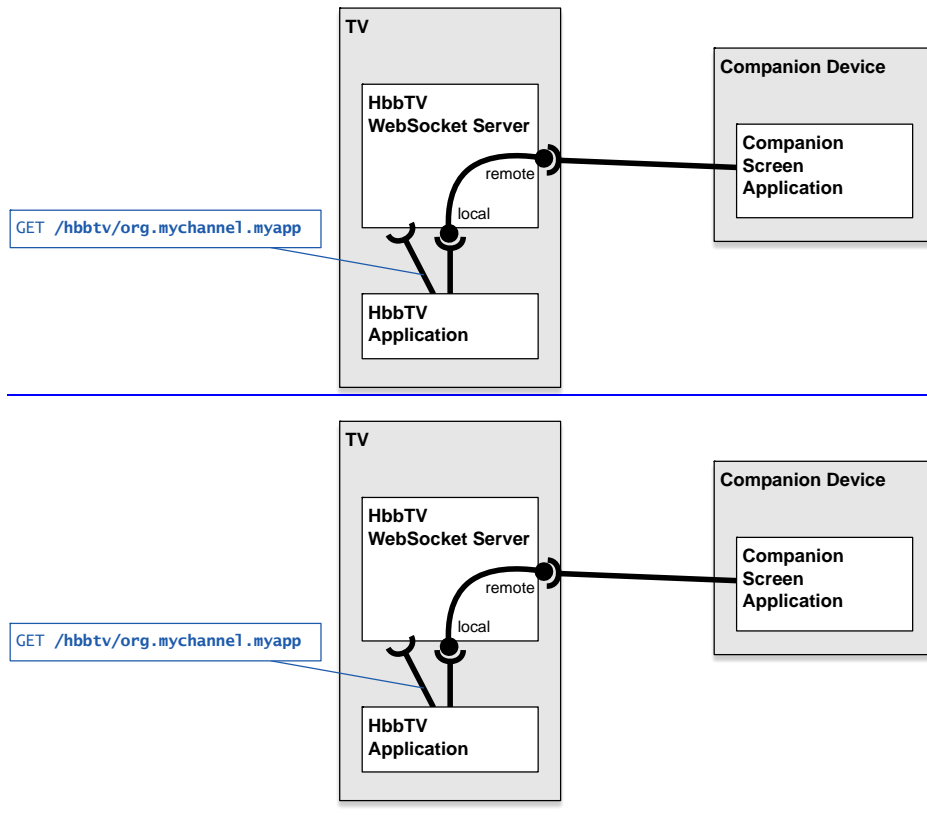 TV
Companion Device
HbbTV
WebSocket Server
Companion
Screen
Application
remote
local
GET /hbbtv/org.mychannel.myapp
HbbTV
Application
TV
Companion Device
HbbTV
WebSocket Server
Companion
Screen
Application
remote
local
GET /hbbtv/org.mychannel.myapp
HbbTV
Application